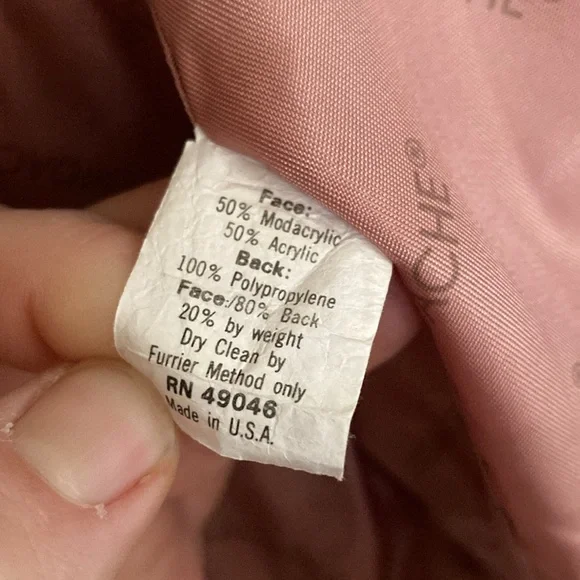 Face:
50% Modacrylic
50% Acrylic
Back:
100% Polypropylene
Face:/80% Back
20% by weight
Dry Clean by
Furrier Method only
RN 49046
Made in U.S.A.
CHE®